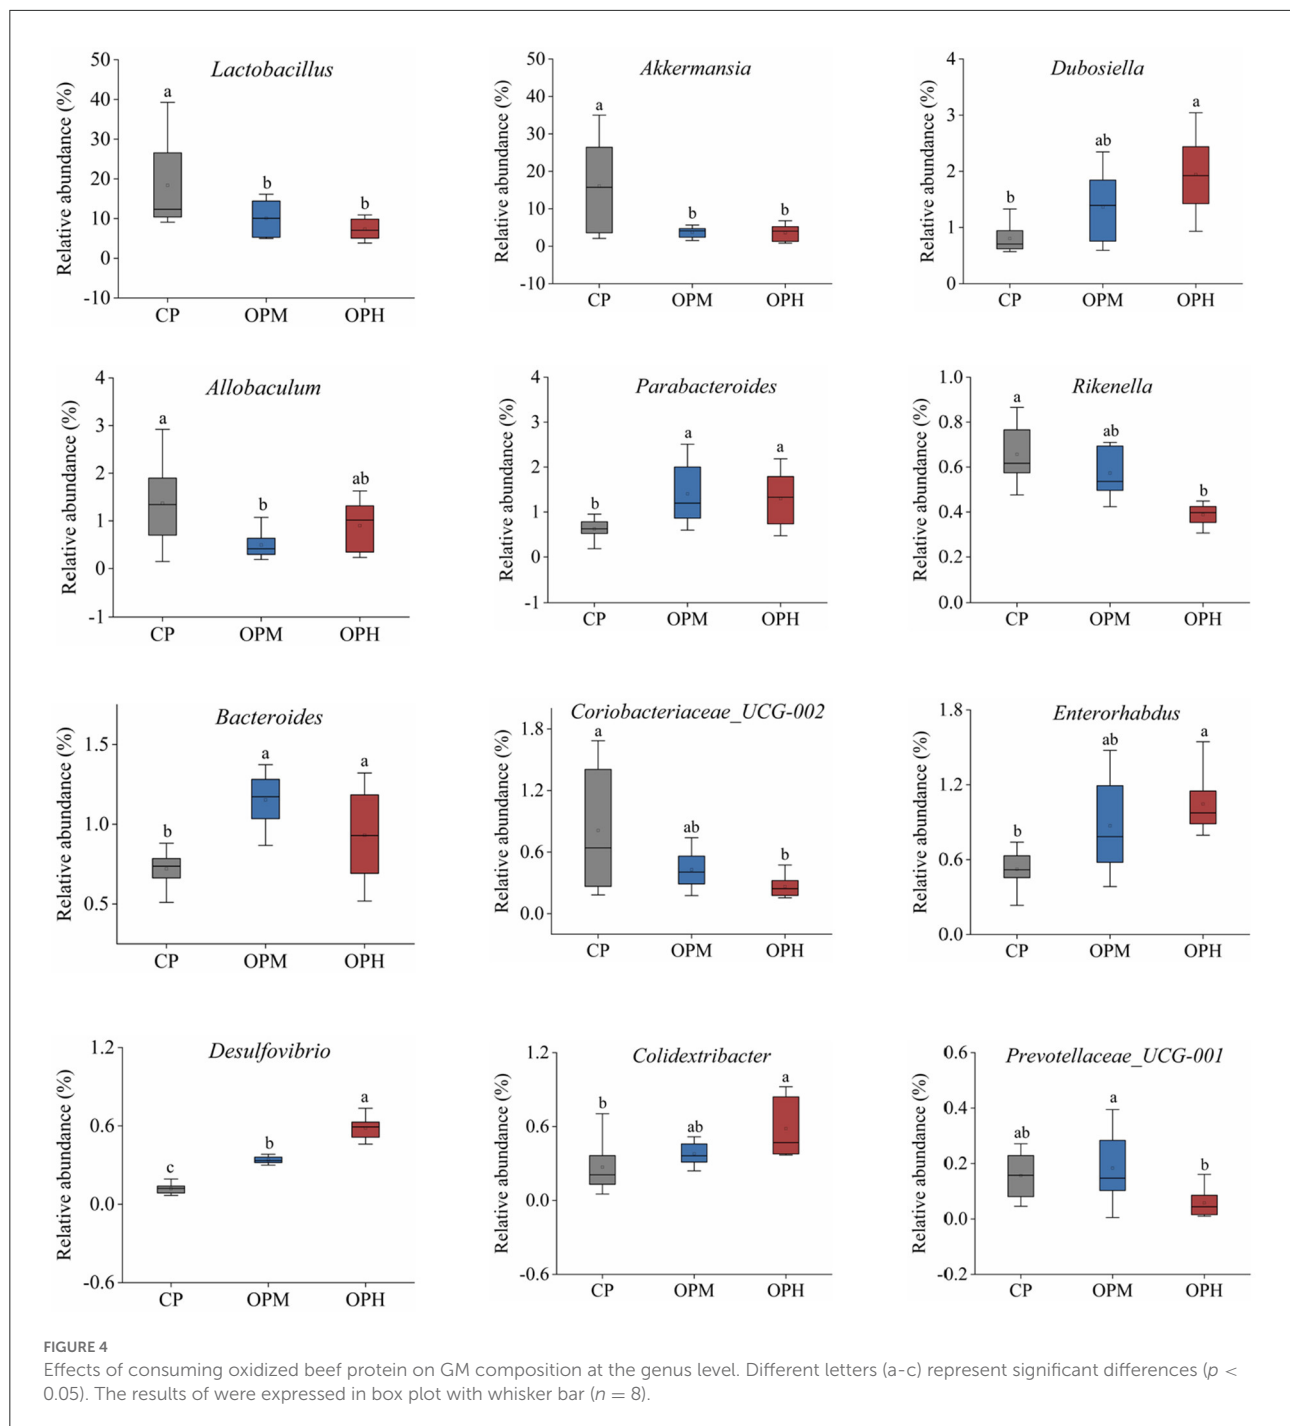 Lactobacillus
Relative abundance (%)
50
40
30
20
10
0
-10
a
b
b
CP
OPM
OPH
Akkermansia
Relative abundance (%)
50
40
30
20
10
0
-10
a
b
b
CP
OPM
OPH
Dubosiella
Relative abundance (%)
4
3
2
1
0
b
ab
a
CP
OPM
OPH
Allobaculum
Relative abundance (%)
4
3
2
1
0
-1
a
b
ab
CP
OPM
OPH
Parabacteroides
Relative abundance (%)
4
3
2
1
0
-1
b
a
a
CP
OPM
OPH
Rikenella
Relative abundance (%)
1.0
0.8
0.6
0.4
0.2
0.0
a
ab
b
CP
OPM
OPH
Bacteroides
Relative abundance (%)
1.5
1.0
0.5
b
a
a
CP
OPM
OPH
Coriobacteriaceae_UCG-002
Relative abundance (%)
1.8
1.2
0.6
0.0
a
ab
b
CP
OPM
OPH
Enterorhabdus
Relative abundance (%)
1.8
1.2
0.6
0.0
b
ab
a
CP
OPM
OPH
Desulfovibrio
Relative abundance (%)
1.2
0.6
0.0
-0.6
c
b
a
CP
OPM
OPH
Colidextribacter
Relative abundance (%)
1.2
0.6
0.0
-0.6
b
ab
a
CP
OPM
OPH
Prevotellaceae_UCG-001
Relative abundance (%)
0.6
0.4
0.2
0.0
-0.2
ab
a
b
CP
OPM
OPH
FIGURE 4
Effects of consuming oxidized beef protein on GM composition at the genus level. Different letters (a-c) represent significant differences (p <
0.05). The results of were expressed in box plot with whisker bar (n = 8).